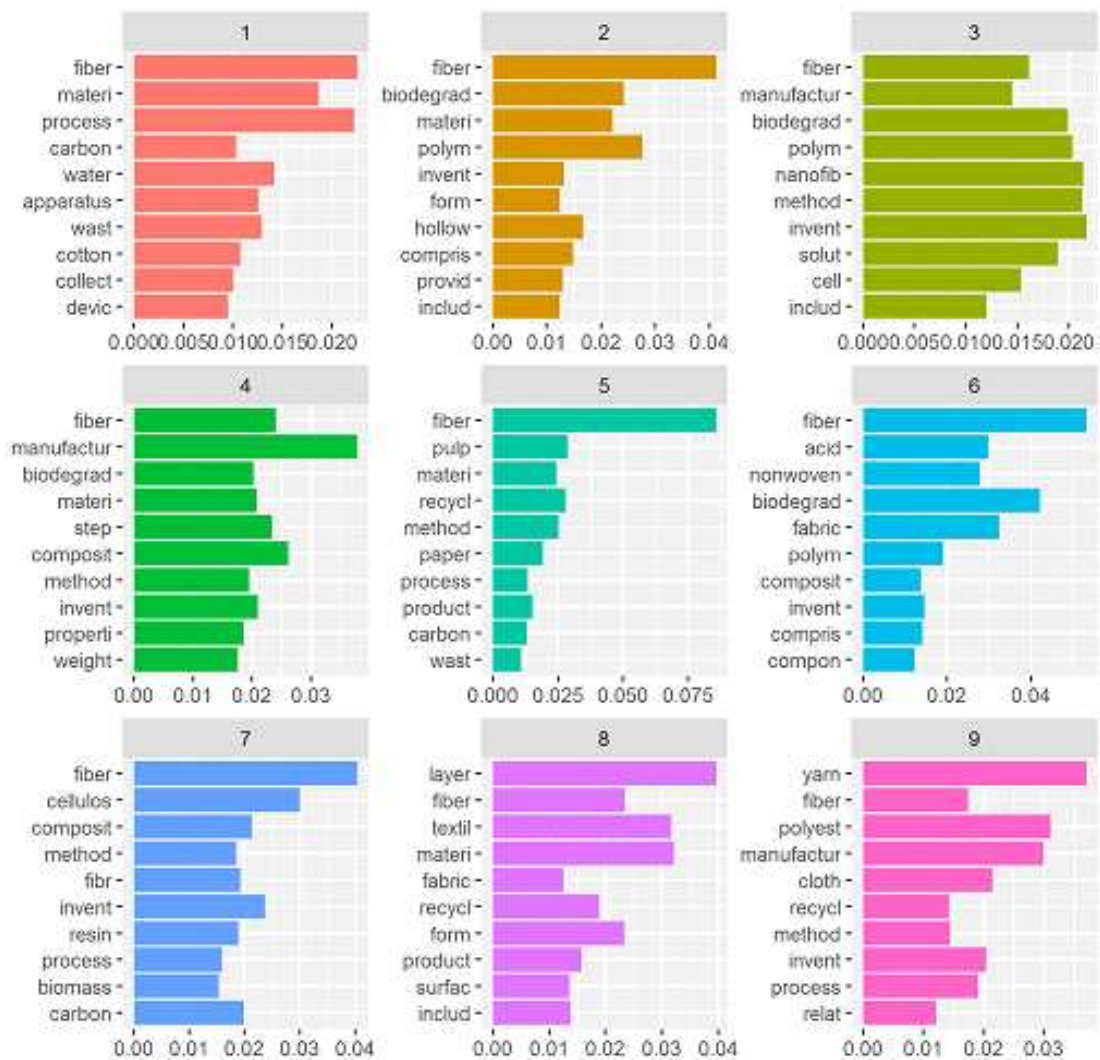 1
fiber
materi
process
carbon
water
apparatus
wast
cotton
collect
devic
0.0000.0050.0100.0150.020
2
fiber
biodegrad
materi
polym
invent
form
hollow
compris
provid
includ
0.00 0.01 0.02 0.03 0.04
3
fiber
manufactur
biodegrad
polym
nanofib
method
invent
solut
cell
includ
0.0000.0050.0100.0150.020
4
fiber
manufactur
biodegrad
materi
step
composit
method
invent
properti
weight
0.00 0.01 0.02 0.03
5
fiber
pulp
materi
recycl
method
paper
process
product
carbon
wast
0.000 0.025 0.050 0.075
6
fiber
acid
nonwoven
biodegrad
fabric
polym
composit
invent
compris
compon
0.00 0.02 0.04
7
fiber
cellulos
composit
method
fibr
invent
resin
process
biomass
carbon
0.00 0.01 0.02 0.03 0.04
8
layer
fiber
textil
materi
fabric
recycl
form
product
surfac
includ
0.00 0.01 0.02 0.03 0.04
9
yarn
fiber
polyest
manufactur
cloth
recycl
method
invent
process
relat
0.00 0.01 0.02 0.03